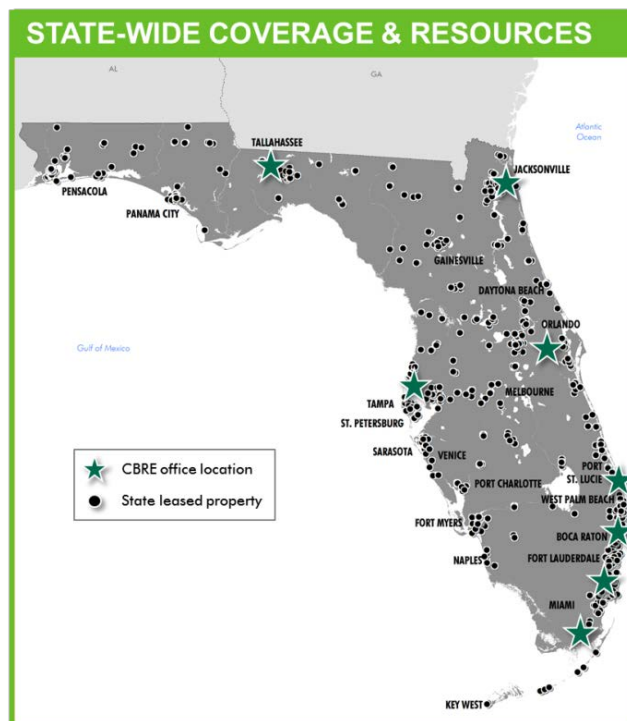 STATE-WIDE COVERAGE & RESOURCES
AL
GA
Atlantic
Ocean
TALLAHASSEE
JACKSONVILLE
PENSACOLA
PANAMA CITY
GAINESVILLE
DAYTONA BEACH
ORLANDO
Gulf of Mexico
MELBOURNE
TAMPA
ST. PETERSBURG
SARASOTA
VENICE
CBRE office location
State leased property
PORT
ST. LUCIE
PORT CHARLOTTE
WEST PALM BEACH
FORT MYERS
BOCA RATON
FORT LAUDERDALE
NAPLES
MIAMI
KEY WEST